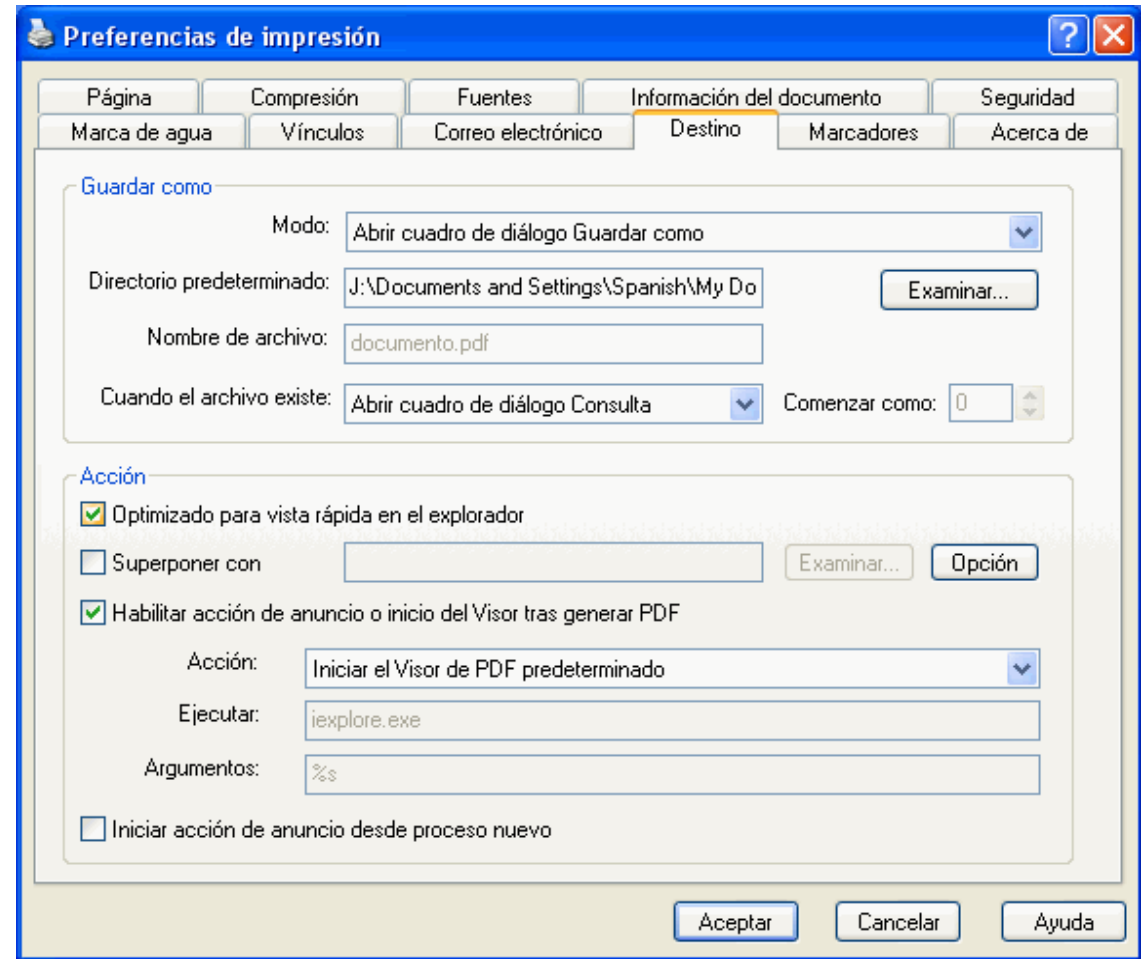 Preferencias de impresión
Página Compresión Fuentes Información del documento Seguridad
Marca de agua Vínculos Correo electrónico Destino Marcadores Acerca de
Guardar como
Modo: Abrir cuadro de diálogo Guardar como
Directorio predeterminado: J:\Documents and Settings\Spanish\My Do Examinar...
Nombre de archivo: documento.pdf
Cuando el archivo existe: Abrir cuadro de diálogo Consulta Comenzar como: 0
Acción
Optimizado para vista rápida en el explorador
Superponer con Examinar... Opción
Habilitar acción de anuncio o inicio del Visor tras generar PDF
Acción: Iniciar el Visor de PDF predeterminado
Ejecutar: iexplore.exe
Argumentos: %s
Iniciar acción de anuncio desde proceso nuevo
Aceptar Cancelar Ayuda